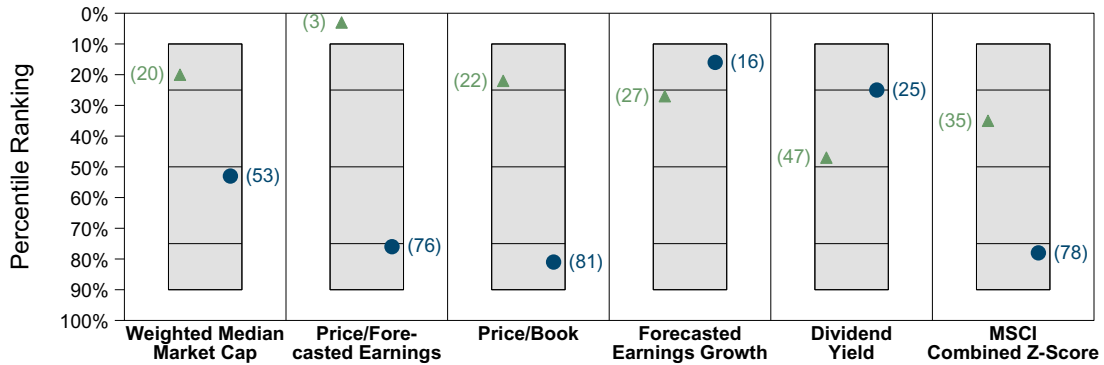 Percentile Ranking
0%
10%
20%
30%
40%
50%
60%
70%
80%
90%
100%
(20)
(53)
(3)
(76)
(22)
(81)
(27)
(16)
(47)
(25)
(35)
(78)
Weighted Median
Market Cap
Price/Fore-
casted Earnings
Price/Book
Forecasted
Earnings Growth
Dividend
Yield
MSCI
Combined Z-Score